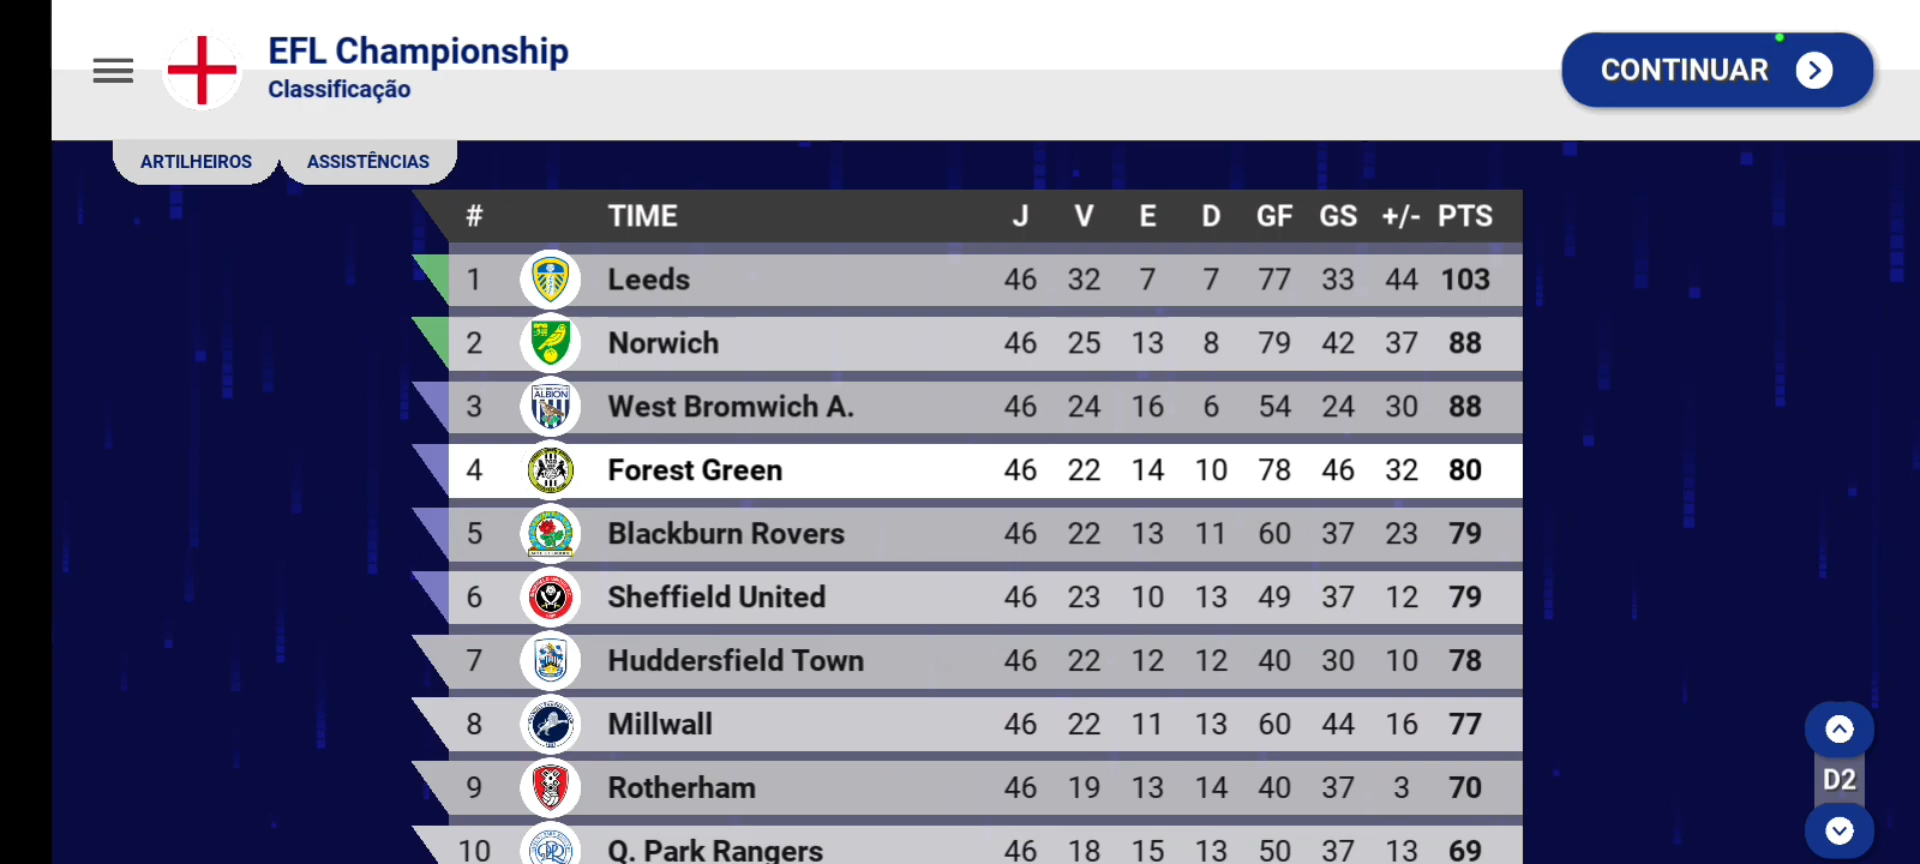 EFL Championship
Classificação
CONTINUAR
ARTILHEIROS ASSISTÊNCIAS
# TIME J V E D GF GS +/- PTS
1 Leeds 46 32 7 7 77 33 44 103
2 Norwich 46 25 13 8 79 42 37 88
3 ALBION West Bromwich A. 46 24 16 6 54 24 30 88
4 Forest Green 46 22 14 10 78 46 32 80
5 Blackburn Rovers 46 22 13 11 60 37 23 79
6 Sheffield United 46 23 10 13 49 37 12 79
7 Huddersfield Town 46 22 12 12 40 30 10 78
8 Millwall 46 22 11 13 60 44 16 77
9 Rotherham 46 19 13 14 40 37 3 70
10 Q. Park Rangers 46 18 15 13 50 37 13 69
D2